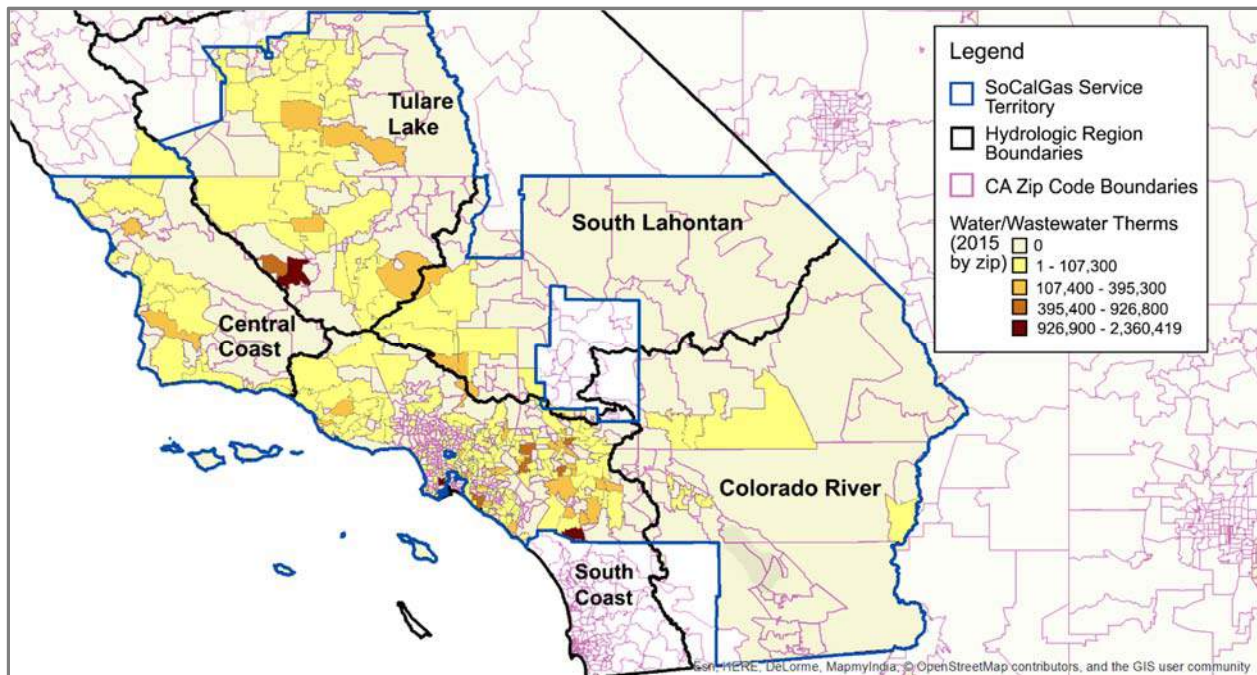 Legend
SoCalGas Service
Territory
Hydrologic Region
Boundaries
CA Zip Code Boundaries
Water/Wastewater Therms
(2015
by zip)
0
1 - 107,300
107,400 - 395,300
395,400 - 926,800
926,900 - 2,360,419
Tulare
Lake
South Lahontan
Central
Coast
Colorado River
South
Coast
Esri, HERE, DeLorme, MapmyIndia, © OpenStreetMap contributors, and the GIS user community